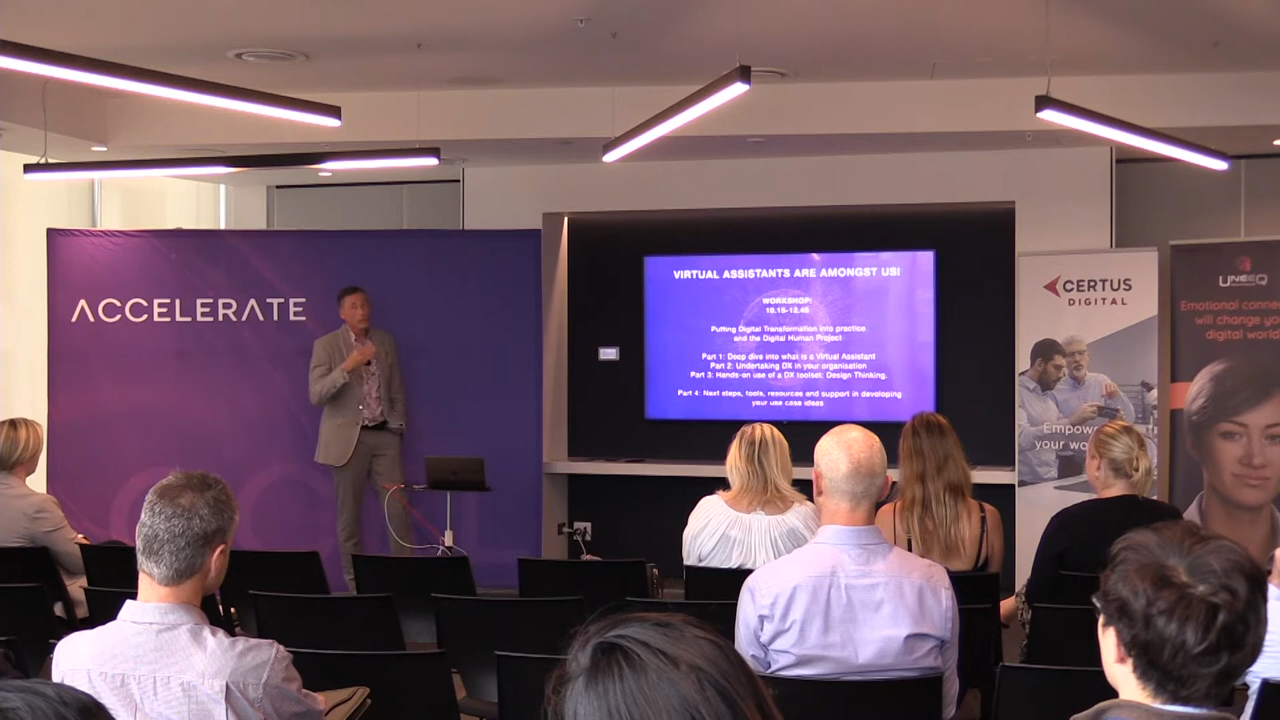 ACCELERATE
VIRTUAL ASSISTANTS ARE AMONGST US!
WORKSHOP:
10.15-12.45
Putting Digital Transformation into practice
and the Digital Human Project
Part 1: Deep dive into what is a Virtual Assistant
Part 2: Undertaking DX in your organisation
Part 3: Hands-on use of a DX toolset: Design Thinking.
Part 4: Next steps, tools, resources and support in developing
your use case ideas
CERTUS
DIGITAL
Empow
your wo
UNEEQ
Emotional conne
will change yo
digital world